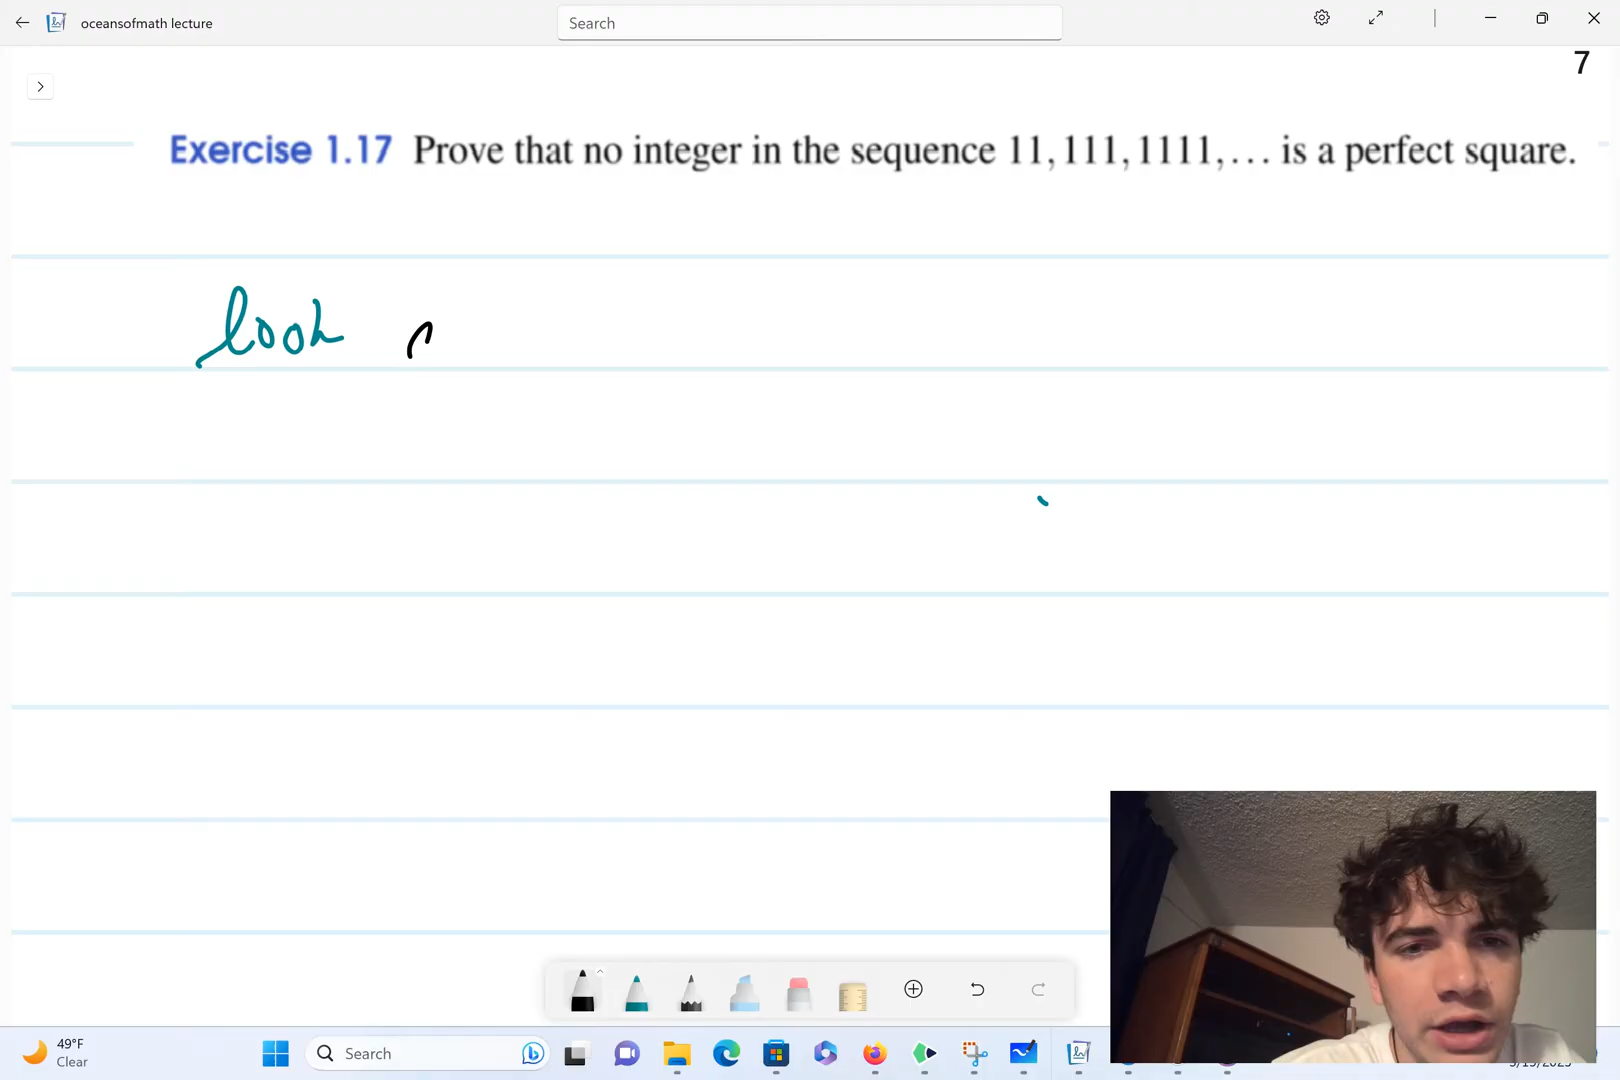 oceansofmath lecture
Search
7
Exercise 1.17 Prove that no integer in the sequence 11, 111, 1111, ... is a perfect square.
look
49°F
Clear
Search